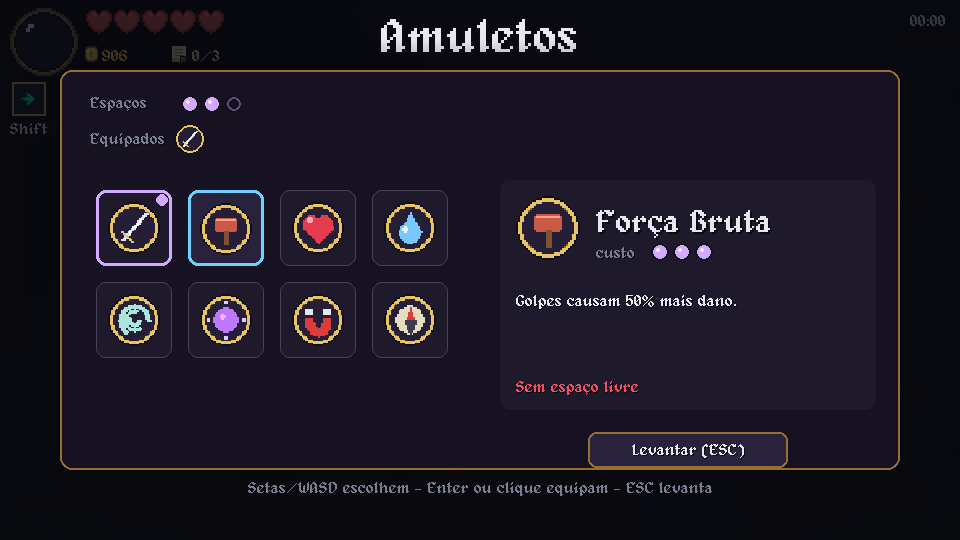 Amuletos
00:00
906
0/3
Shift
Espaços
Equipados
Força Bruta
custo
Golpes causam 50% mais dano.
Sem espaço livre
Levantar (ESC)
Setas/WASD escolhem - Enter ou clique equipam - ESC levanta